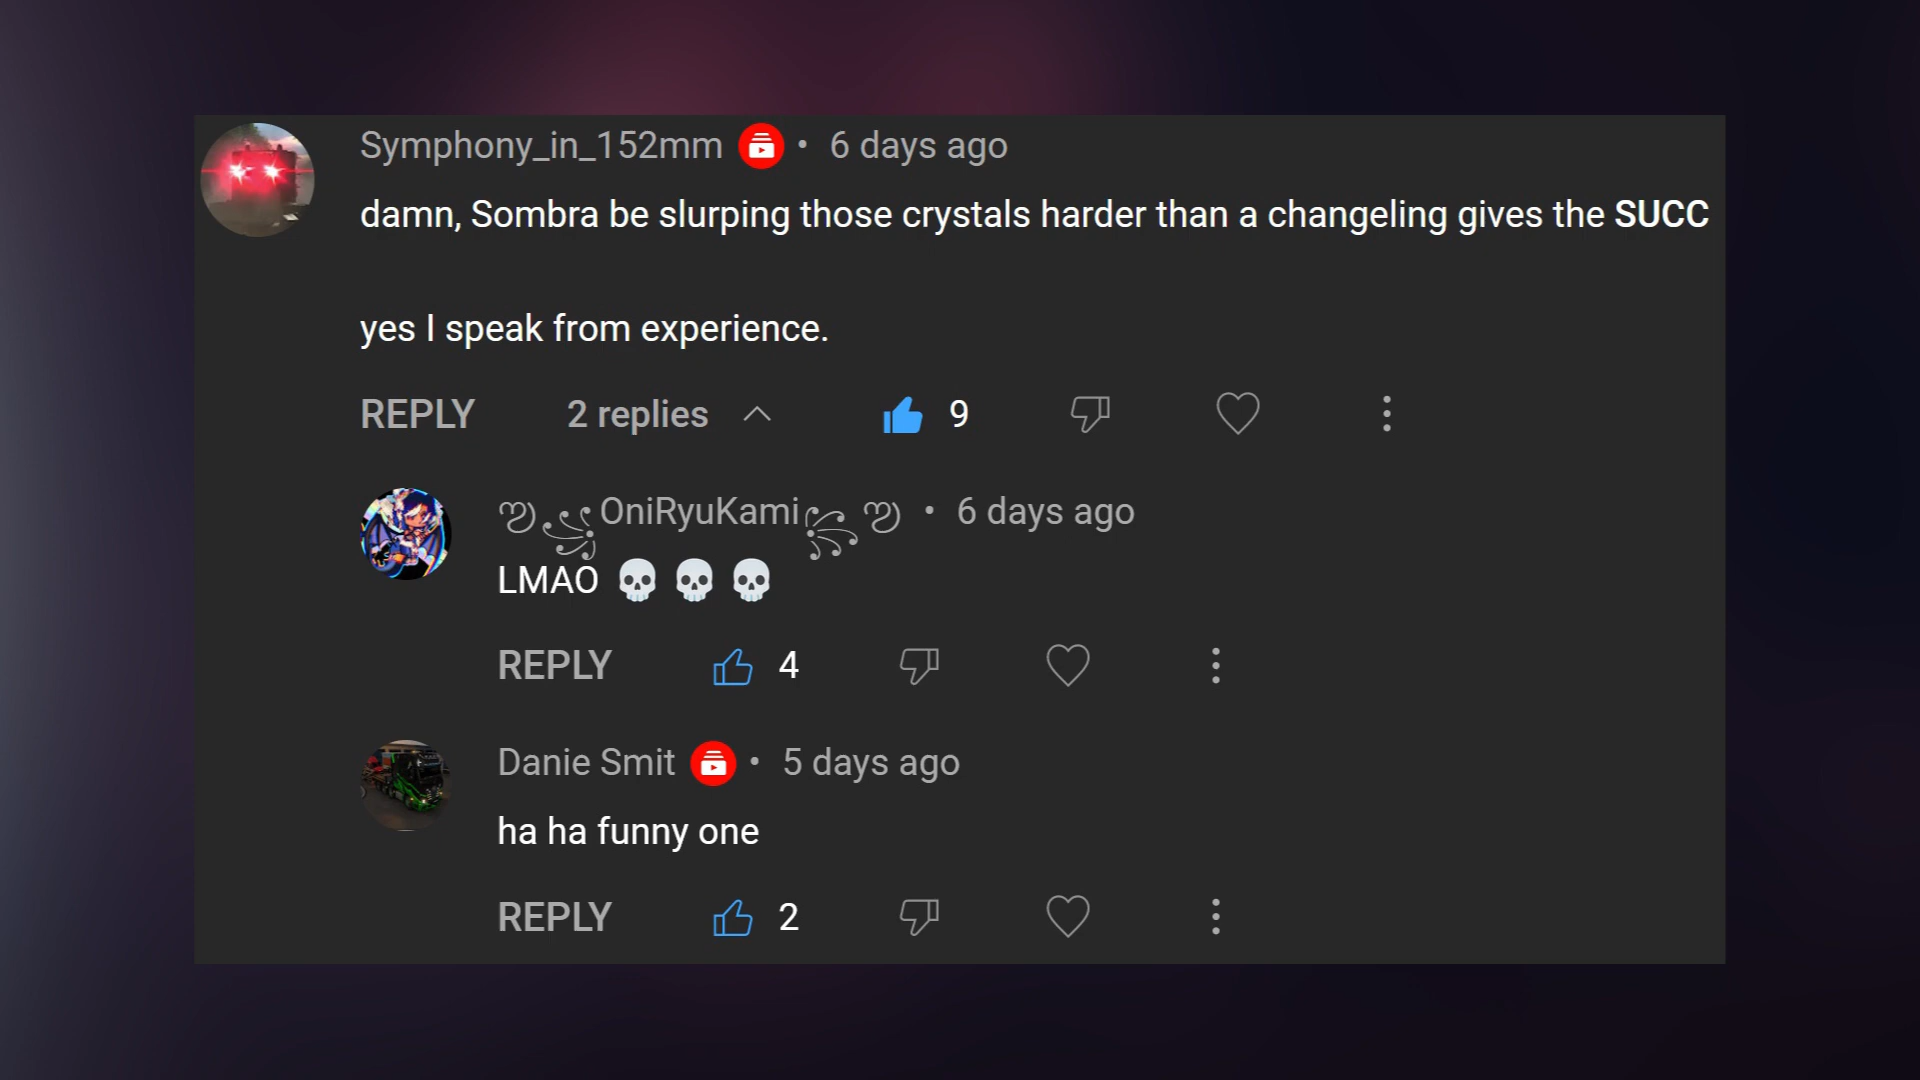 Symphony_in_152mm • 6 days ago
damn, Sombra be slurping those crystals harder than a changeling gives the SUCC
yes I speak from experience.
REPLY 2 replies 9
ஐ꧁OniRyuKami꧂ஐ • 6 days ago
LMAO 💀 💀 💀
REPLY 4
Danie Smit • 5 days ago
ha ha funny one
REPLY 2